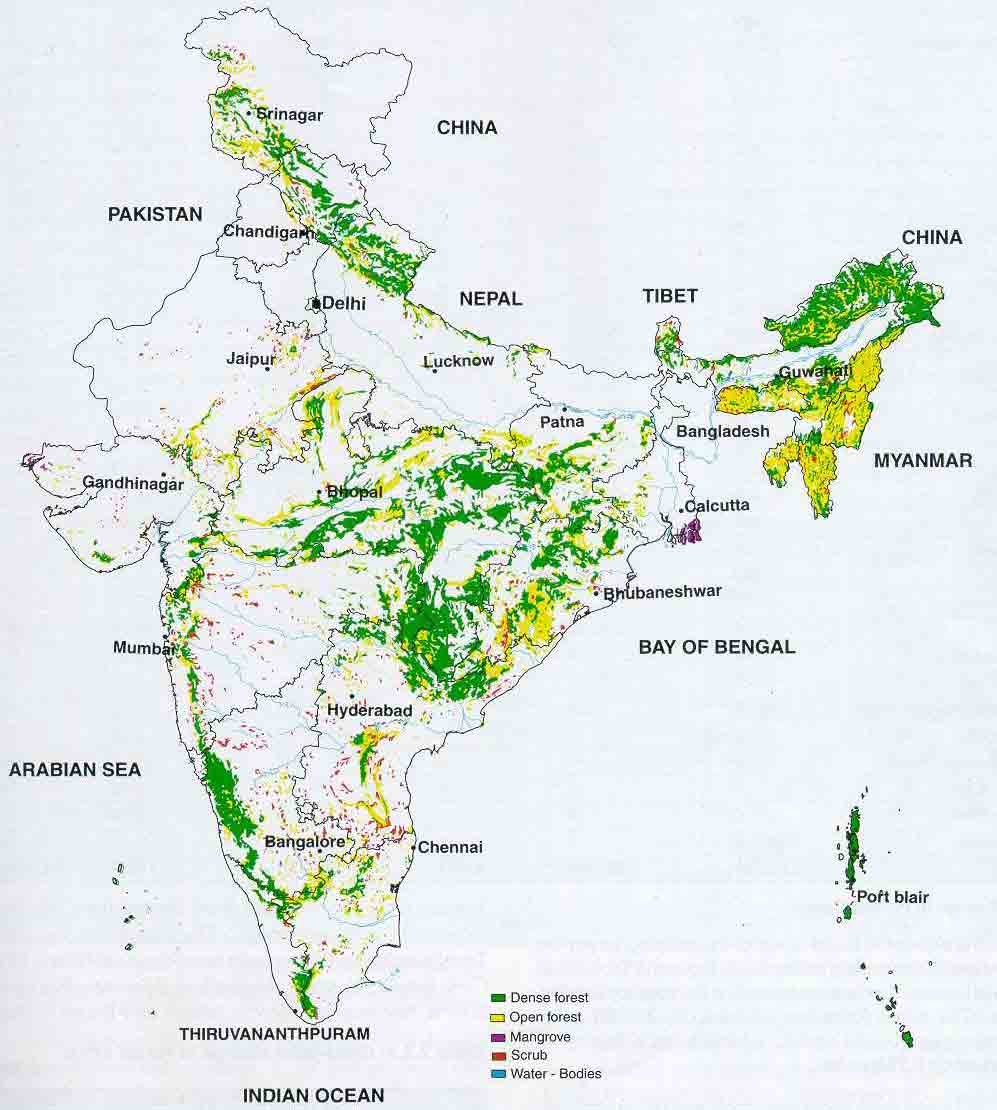 Srinagar
CHINA
PAKISTAN
Chandigarh
CHINA
NEPAL
TIBET
Delhi
Jaipur
Lucknow
Guwahati
Patna
Bangladesh
MYANMAR
Gandhinagar
Bhopal
Calcutta
Bhubaneshwar
Mumbai
BAY OF BENGAL
Hyderabad
ARABIAN SEA
Bangalore
Chennai
Port blair
Dense forest
Open forest
THIRUVANANTHPURAM
Mangrove
Scrub
Water - Bodies
INDIAN OCEAN